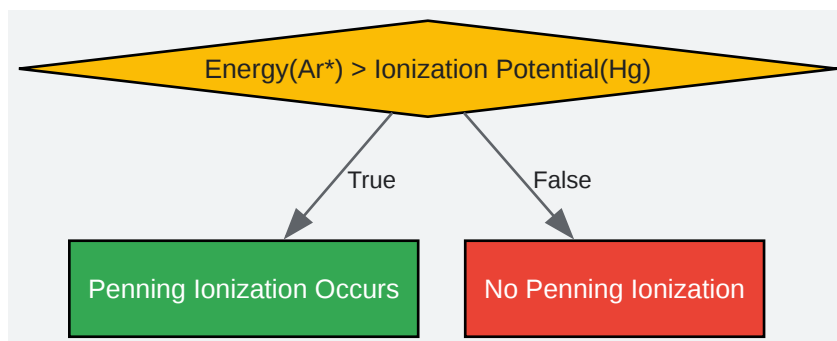 Energy(Ar*) > Ionization Potential(Hg)
True
False
Penning Ionization Occurs
No Penning Ionization